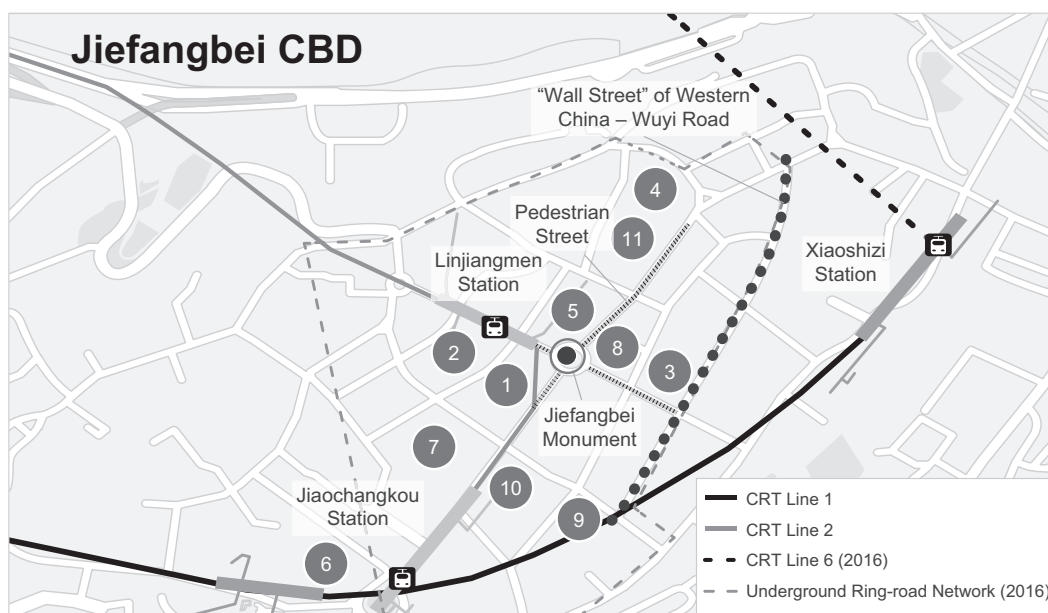 Jiefangbei CBD
“Wall Street” of Western
China – Wuyi Road
4
Pedestrian
Street
11
Xiaoshizi
Station
Linjiangmen
Station
5
2
8
3
1
Jiefangbei
Monument
7
10
Jiaochangkou
Station
9
6
CRT Line 1
CRT Line 2
CRT Line 6 (2016)
Underground Ring-road Network (2016)